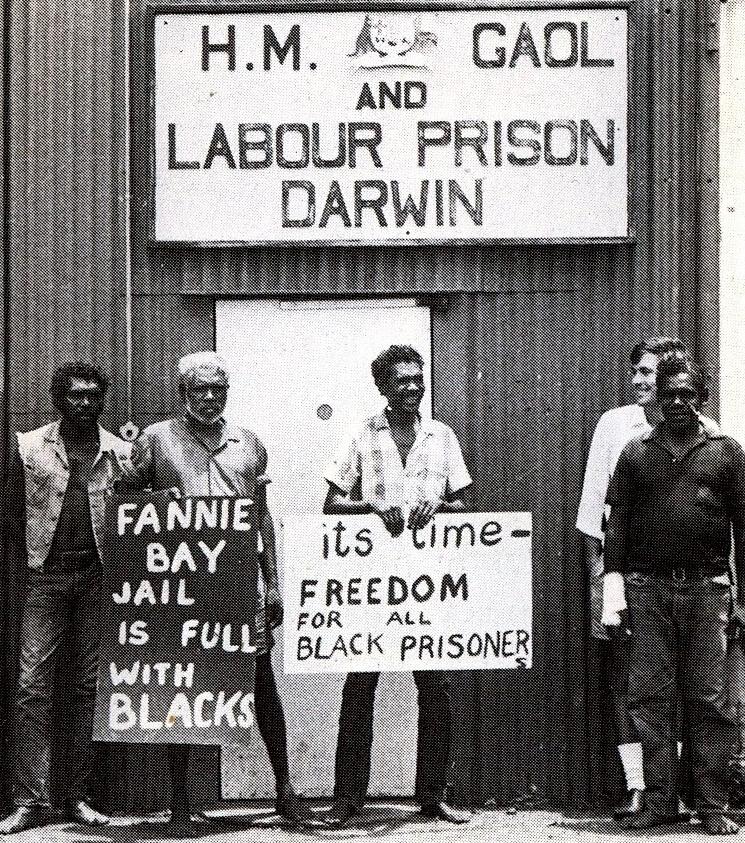 H.M. GAOL
AND
LABOUR PRISON
DARWIN
FANNIE
BAY
JAIL
IS FULL
WITH
BLACKS
its time-
FREEDOM
FOR ALL
BLACK PRISONERS